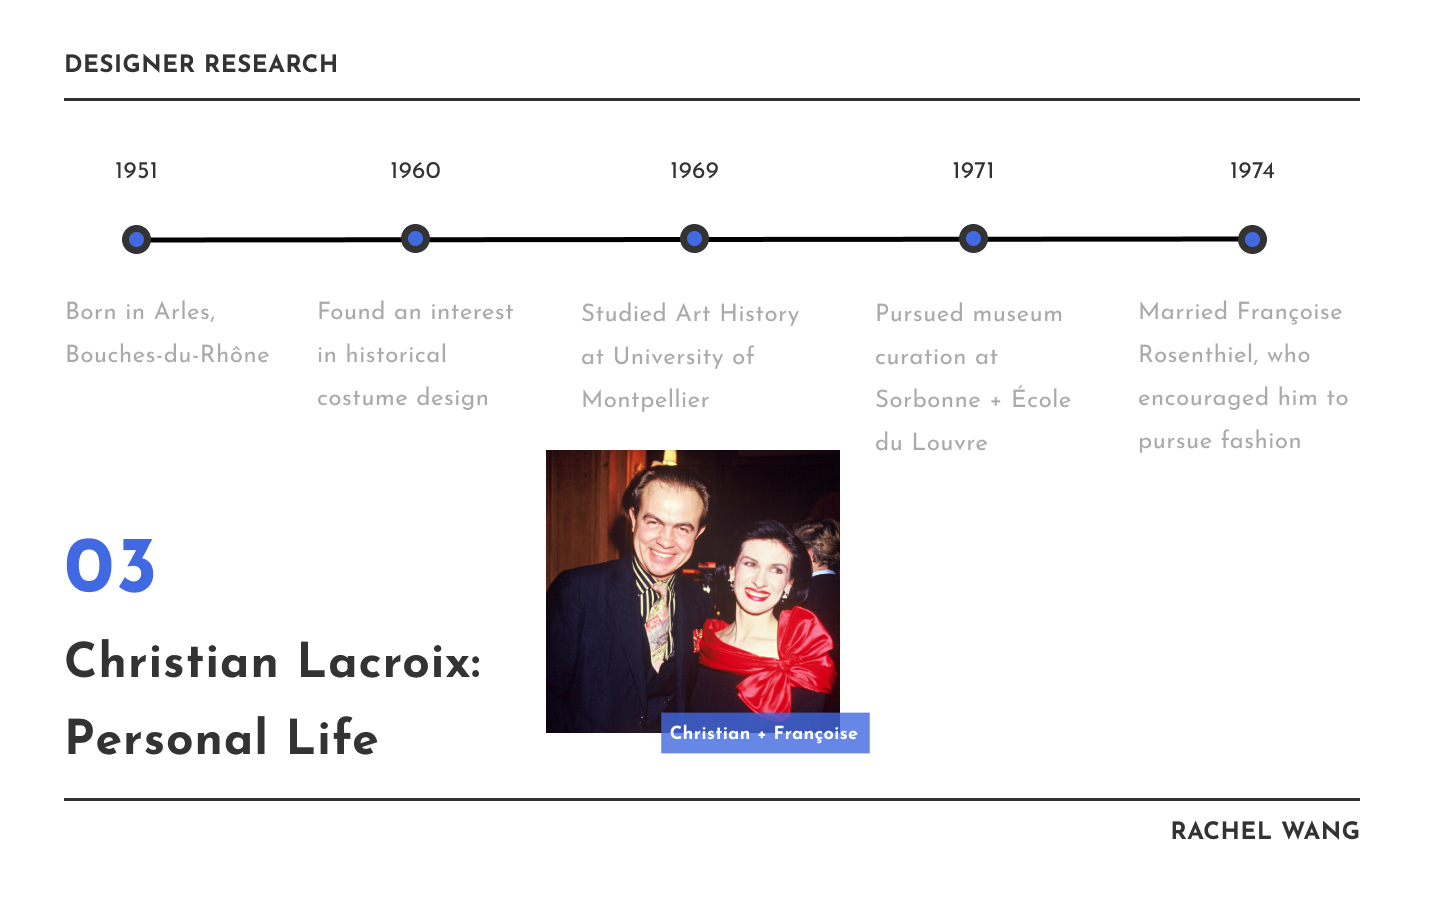 DESIGNER RESEARCH
1951
1960
1969
1971
1974
Born in Arles,
Bouches-du-Rhône
Found an interest
in historical
costume design
Studied Art History
at University of
Montpellier
Pursued museum
curation at
Sorbonne + École
du Louvre
Married Françoise
Rosenthiel, who
encouraged him to
pursue fashion
03
Christian Lacroix:
Personal Life
Christian + Françoise
RACHEL WANG